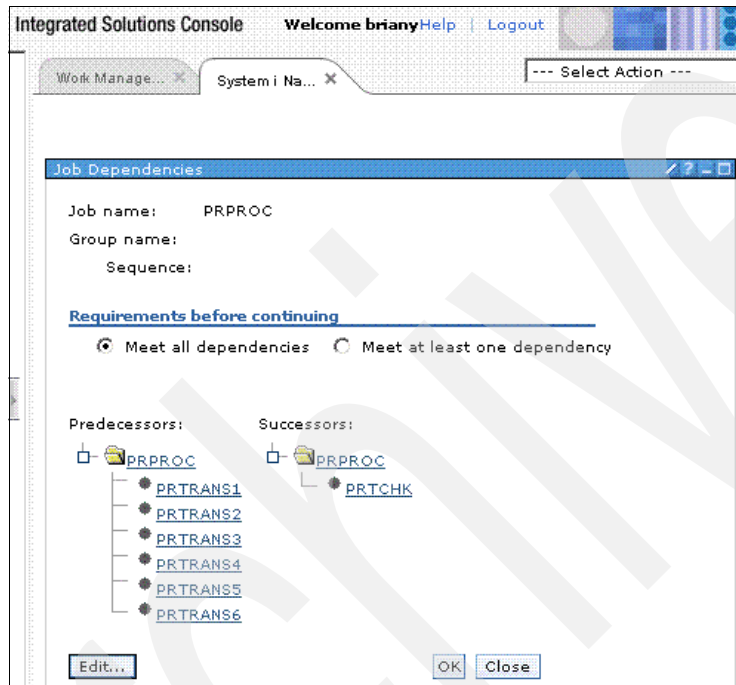 Integrated Solutions Console Welcome briany Help | Logout
Work Manage... System i Na... --- Select Action ---
Job Dependencies
Job name: PRPROC
Group name:
Sequence:
Requirements before continuing
Meet all dependencies Meet at least one dependency
Predecessors: Successors:
PRPROC PRPROC
PRTRANS1 PRTCHK
PRTRANS2
PRTRANS3
PRTRANS4
PRTRANS5
PRTRANS6
Edit... OK Close